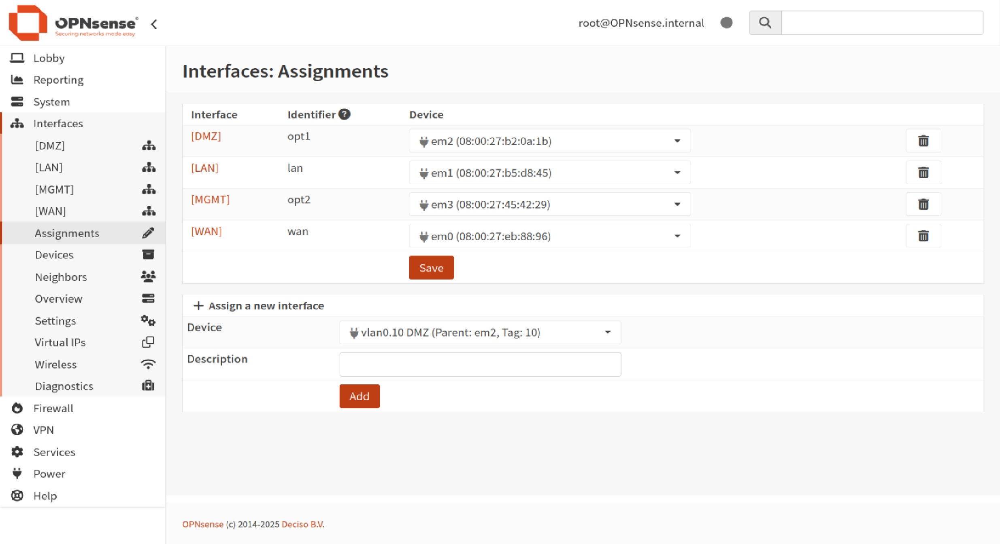 OPNsense®
Securing networks made easy
root@OPNsense.internal
Lobby
Reporting
System
Interfaces
[DMZ]
[LAN]
[MGMT]
[WAN]
Assignments
Devices
Neighbors
Overview
Settings
Virtual IPs
Wireless
Diagnostics
Firewall
VPN
Services
Power
Help
Interfaces: Assignments
Interface Identifier Device
[DMZ] opt1 em2 (08:00:27:b2:0a:1b)
[LAN] lan em1 (08:00:27:b5:d8:45)
[MGMT] opt2 em3 (08:00:27:45:42:29)
[WAN] wan em0 (08:00:27:eb:88:96)
Save
Assign a new interface
Device vlan0.10 DMZ (Parent: em2, Tag: 10)
Description
Add
OPNsense (c) 2014-2025 Deciso B.V.